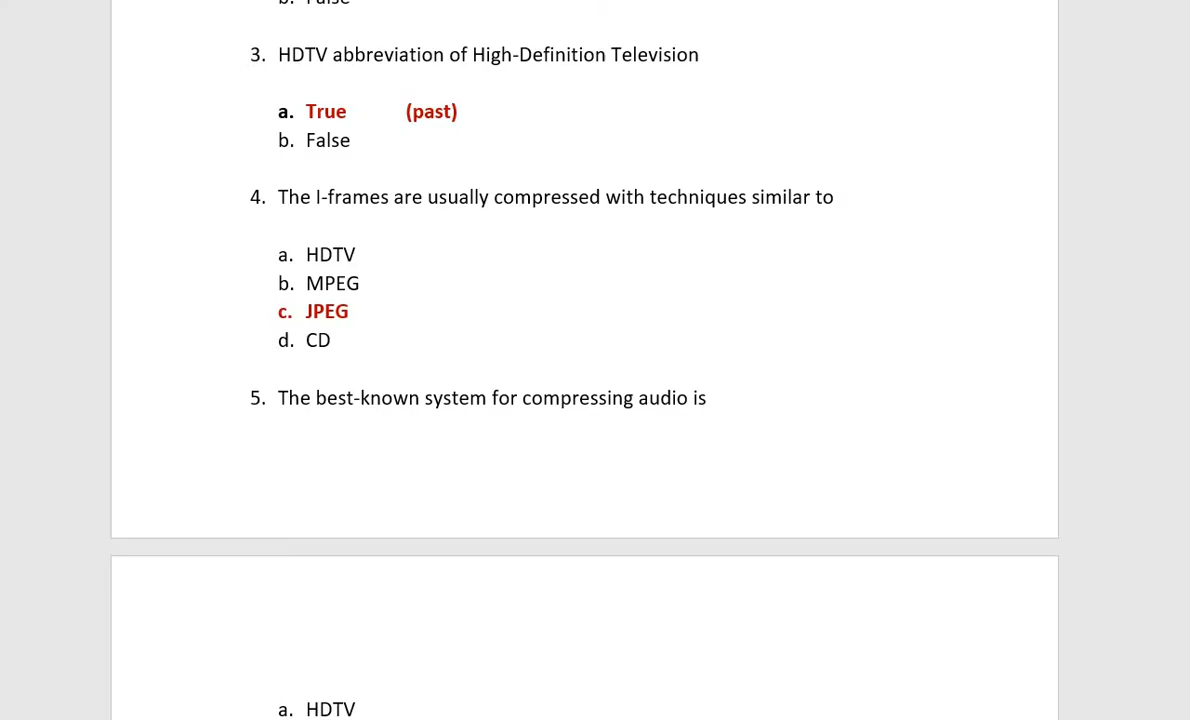 b. False
3. HDTV abbreviation of High-Definition Television
a. True (past)
b. False
4. The I-frames are usually compressed with techniques similar to
a. HDTV
b. MPEG
c. JPEG
d. CD
5. The best-known system for compressing audio is
a. HDTV